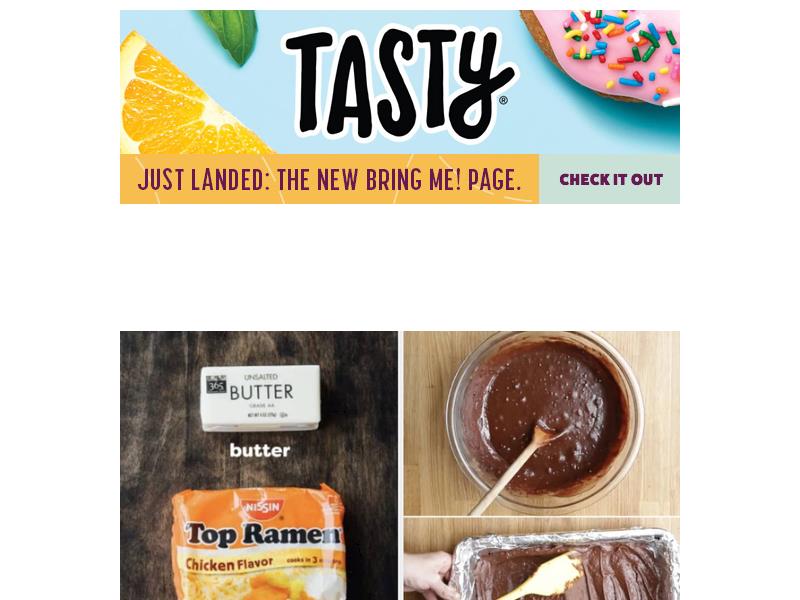 TASTY®
JUST LANDED: THE NEW BRING ME! PAGE.
CHECK IT OUT
365
UNSALTED
BUTTER
GRADE AA
butter
NISSIN
Top Ramen
Chicken Flavor
cooks in 3